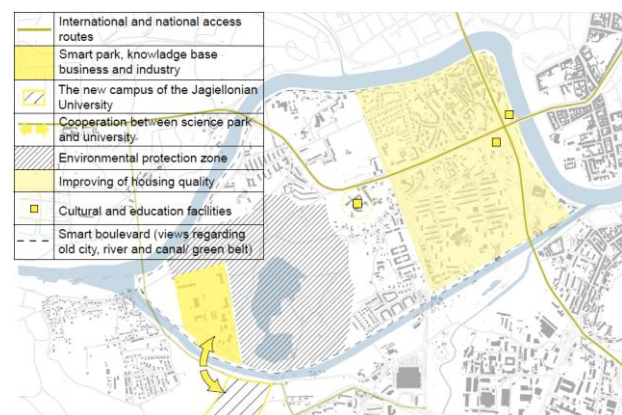 International and national access
routes
Smart park, knowladge base
business and industry
The new campus of the Jagiellonian
University
Cooperation between science park
and university
Environmental protection zone
Improving of housing quality
Cultural and education facilities
Smart boulevard (views regarding
old city, river and canal/ green belt)